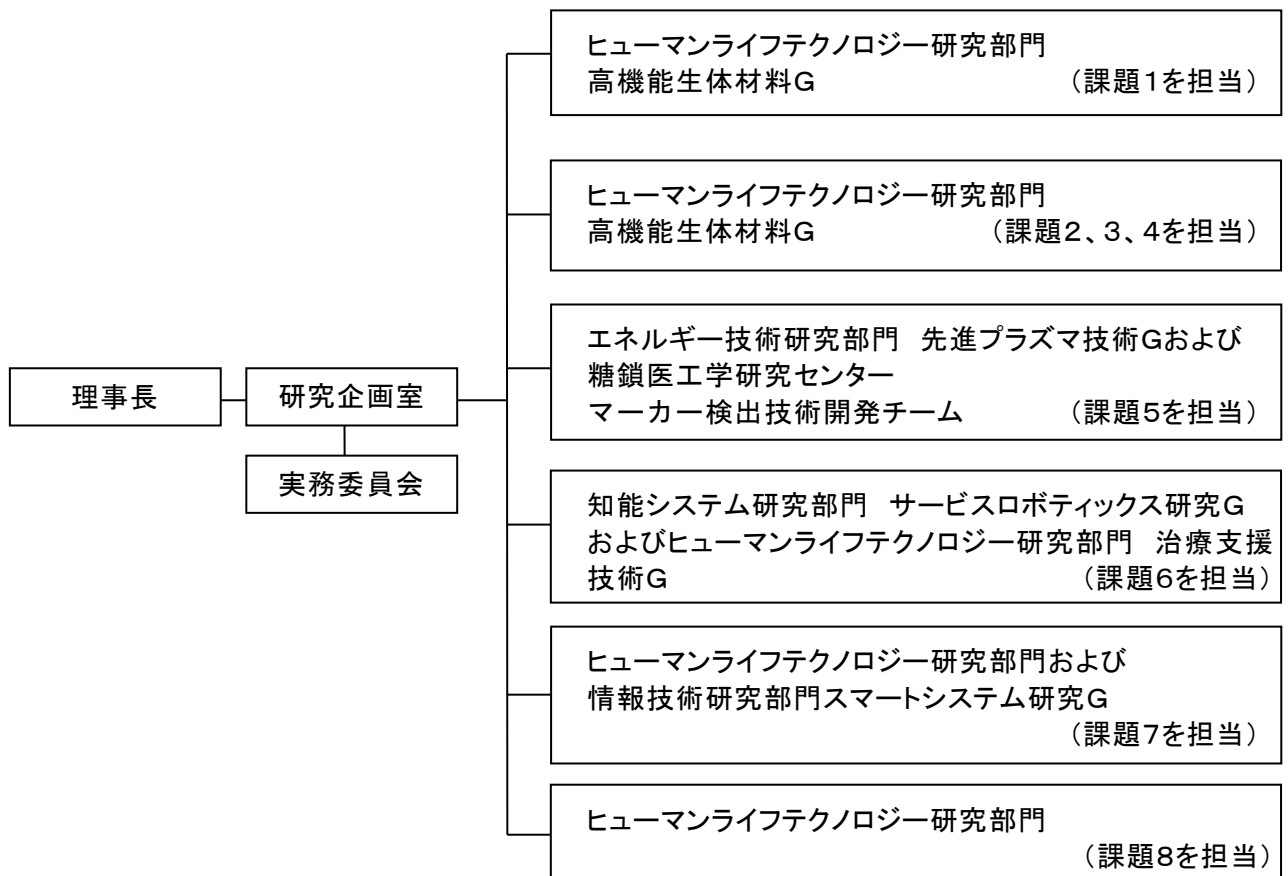 ヒューマンライフテクノロジー研究部門
高機能生体材料G （課題1を担当）
ヒューマンライフテクノロジー研究部門
高機能生体材料G （課題2、3、4を担当）
エネルギー技術研究部門　先進プラズマ技術Gおよび
糖鎖医工学研究センター
マーカー検出技術開発チーム （課題5を担当）
理事長
研究企画室
実務委員会
知能システム研究部門　サービスロボティックス研究G
およびヒューマンライフテクノロジー研究部門　治療支援
技術G （課題6を担当）
ヒューマンライフテクノロジー研究部門および
情報技術研究部門スマートシステム研究G
（課題7を担当）
ヒューマンライフテクノロジー研究部門
（課題8を担当）